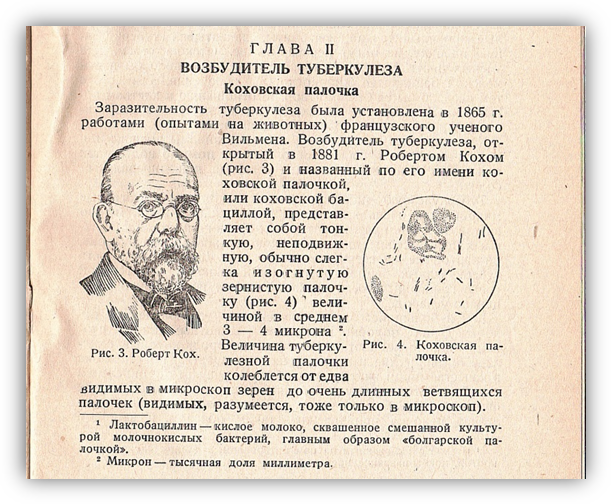 ГЛАВА II
ВОЗБУДИТЕЛЬ ТУБЕРКУЛЕЗА
Коховская палочка
Заразительность туберкулеза была установлена в 1865 г.
работами (опытами на животных) французского ученого
Вильмена. Возбудитель туберкулеза, от-
крытый в 1881 г. Робертом Кохом
(рис. 3) и названный по его имени ко-
ховской палочкой,
или коховской ба-
циллой, представ-
ляет собой тон-
кую, неподвиж-
ную, обычно слег-
ка изогнутую
зернистую палоч-
ку (рис. 4) вели-
чиной в среднем
3 — 4 микрона ².
Величина туберку-
лезной палочки
колеблется от едва
видимых в микроскоп зерен до очень длинных ветвящихся
палочек (видимых, разумеется, тоже только в микроскоп).
Рис. 3. Роберт Кох.
Рис. 4. Коховская па-
лочка.
¹ Лактобациллин — кислое молоко, сквашенное смешанной культу-
рой молочнокислых бактерий, главным образом «болгарской па-
лочкой».
² Микрон — тысячная доля миллиметра.